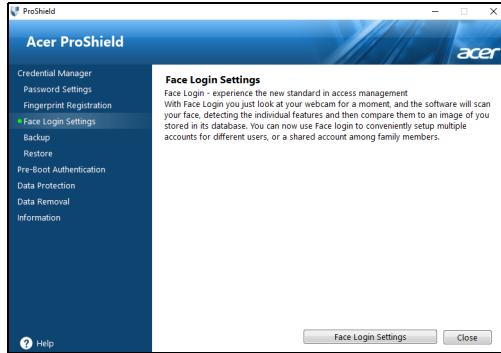 ProShield
Acer ProShield
acer
Credential Manager
Password Settings
Fingerprint Registration
Face Login Settings
Backup
Restore
Pre-Boot Authentication
Data Protection
Data Removal
Information
Help
Face Login Settings
Face Login - experience the new standard in access management
With Face Login you just look at your webcam for a moment, and the software will scan
your face, detecting the individual features and then compare them to an image of you
stored in its database. You can now use Face login to conveniently setup multiple
accounts for different users, or a shared account among family members.
Face Login Settings
Close